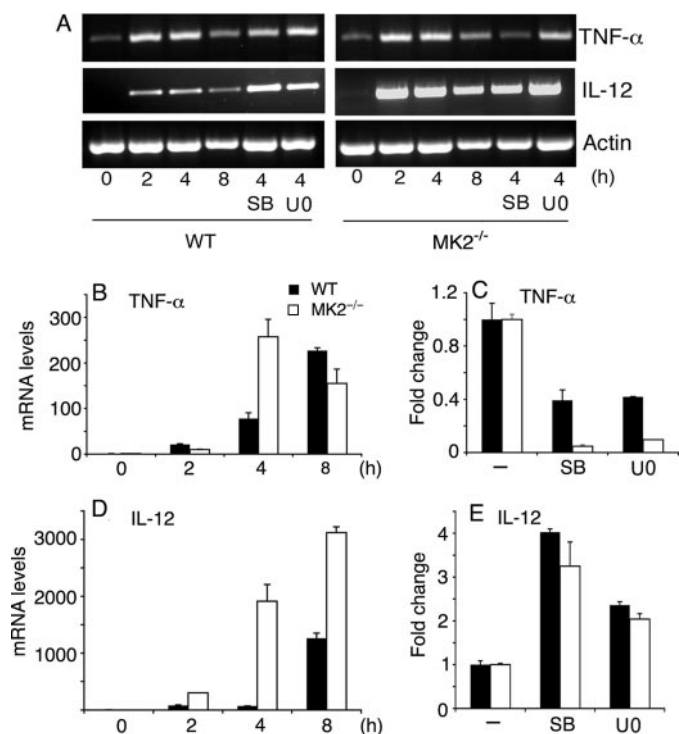 A
TNF-α
IL-12
Actin
0 2 4 8 4 4 0 2 4 8 4 4 (h)
SB U0 SB U0
WT MK2-/-
B TNF-α
WT
MK2-/-
mRNA levels
300
200
100
0
0 2 4 8 (h)
C TNF-α
Fold change
1.2
0.8
0.4
0
– SB U0
D IL-12
mRNA levels
3000
2000
1000
0 2 4 8 (h)
E IL-12
Fold change
4
3
2
1
0
– SB U0